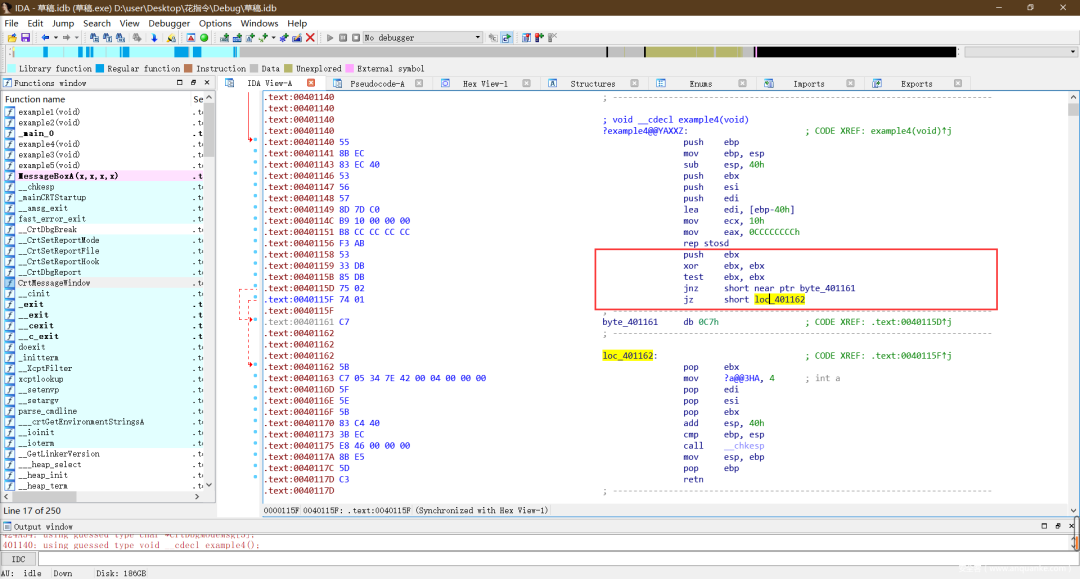 IDA - 草稿.idb (草稿.exe) D:\user\Desktop\花指令\Debug\草稿.idb
File Edit Jump Search View Debugger Options Windows Help
No debugger
Library function Regular function Instruction Data Unexplored External symbol
Functions window
IDA View-A Pseudocode-A Hex View-1 Structures Enums Imports Exports
Function name Se
example1(void) .t
example2(void) .t
_main_0 .t
example4(void) .t
example3(void) .t
example5(void) .t
MessageBoxA(x,x,x,x) .t
__chkesp .t
_mainCRTStartup .t
__amsg_exit .t
fast_error_exit .t
__CrtDbgBreak .t
__CrtSetReportMode .t
__CrtSetReportFile .t
__CrtSetReportHook .t
__CrtDbgReport .t
CrtMessageWindow .t
__cinit .t
_exit .t
__exit .t
__cexit .t
__c_exit .t
doexit .t
_initterm .t
__XcptFilter .t
xcptlookup .t
__setenvp .t
__setargv .t
parse_cmdline .t
___crtGetEnvironmentStringsA .t
__ioinit .t
__ioterm .t
__GetLinkerVersion .t
___heap_select .t
__heap_init .t
__heap_term .t
Line 17 of 250
.text:00401140 ; ---------------------------------------------------------------------------
.text:00401140
.text:00401140 ; void __cdecl example4(void)
.text:00401140 ?example4@@YAXXZ: ; CODE XREF: example4(void)↑j
.text:00401140 55 push ebp
.text:00401141 8B EC mov ebp, esp
.text:00401143 83 EC 40 sub esp, 40h
.text:00401146 53 push ebx
.text:00401147 56 push esi
.text:00401148 57 push edi
.text:00401149 8D 7D C0 lea edi, [ebp-40h]
.text:0040114C B9 10 00 00 00 mov ecx, 10h
.text:00401151 B8 CC CC CC CC mov eax, 0CCCCCCCCh
.text:00401156 F3 AB rep stosd
.text:00401158 53 push ebx
.text:00401159 33 DB xor ebx, ebx
.text:0040115B 85 DB test ebx, ebx
.text:0040115D 75 02 jnz short near ptr byte_401161
.text:0040115F 74 01 jz short loc_401162
.text:0040115F ; ---------------------------------------------------------------------------
.text:00401161 C7 byte_401161 db 0C7h ; CODE XREF: .text:0040115D↑j
.text:00401162 ; ---------------------------------------------------------------------------
.text:00401162
.text:00401162 loc_401162: ; CODE XREF: .text:0040115F↑j
.text:00401162 5B pop ebx
.text:00401163 C7 05 34 7E 42 00 04 00 00 00 mov ?a@@3HA, 4 ; int a
.text:0040116D 5F pop edi
.text:0040116E 5E pop esi
.text:0040116F 5B pop ebx
.text:00401170 83 C4 40 add esp, 40h
.text:00401173 3B EC cmp ebp, esp
.text:00401175 E8 46 00 00 00 call __chkesp
.text:0040117A 8B E5 mov esp, ebp
.text:0040117C 5D pop ebp
.text:0040117D C3 retn
.text:0040117D ; ---------------------------------------------------------------------------
0000115F 0040115F: .text:0040115F (Synchronized with Hex View-1)
Output window
401140: using guessed type void __cdecl example4();
IDC
AU: idle Down Disk: 186GB